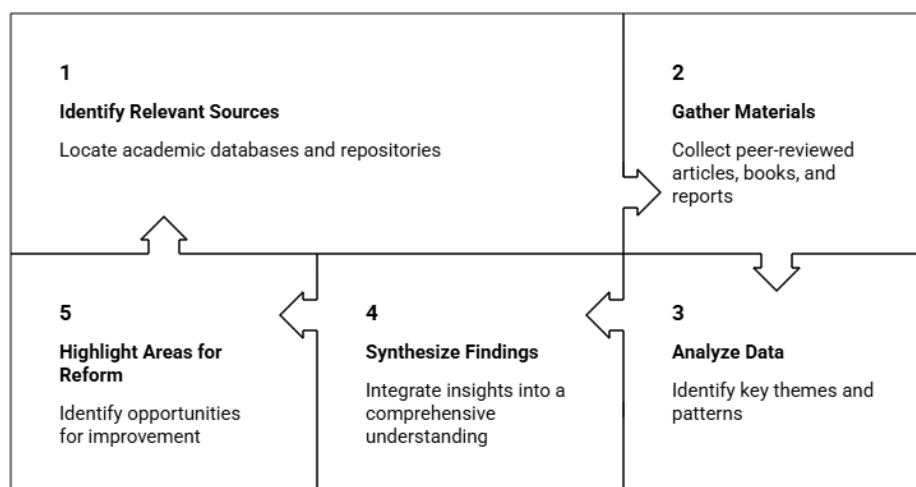 1
Identify Relevant Sources
Locate academic databases and repositories
2
Gather Materials
Collect peer-reviewed
articles, books, and
reports
3
Analyze Data
Identify key themes and
patterns
4
Synthesize Findings
Integrate insights into a
comprehensive
understanding
5
Highlight Areas for
Reform
Identify opportunities
for improvement